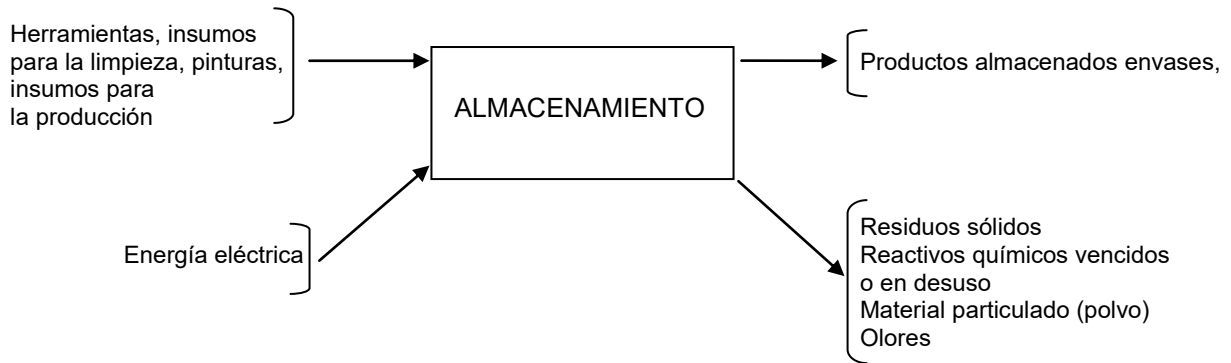 Herramientas, insumos
para la limpieza, pinturas,
insumos para
la producción
ALMACENAMIENTO
Productos almacenados envases,
Energía eléctrica
Residuos sólidos
Reactivos químicos vencidos
o en desuso
Material particulado (polvo)
Olores